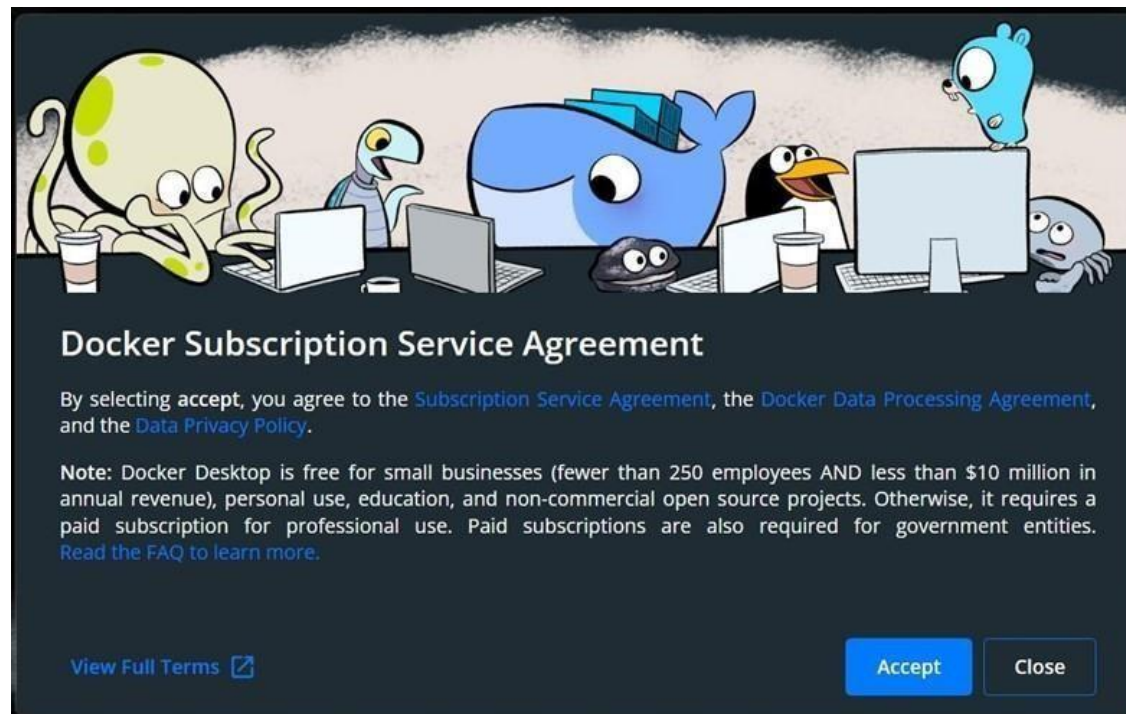 Docker Subscription Service Agreement
By selecting accept, you agree to the Subscription Service Agreement, the Docker Data Processing Agreement,
and the Data Privacy Policy.
Note: Docker Desktop is free for small businesses (fewer than 250 employees AND less than $10 million in
annual revenue), personal use, education, and non-commercial open source projects. Otherwise, it requires a
paid subscription for professional use. Paid subscriptions are also required for government entities.
Read the FAQ to learn more.
View Full Terms
Accept
Close